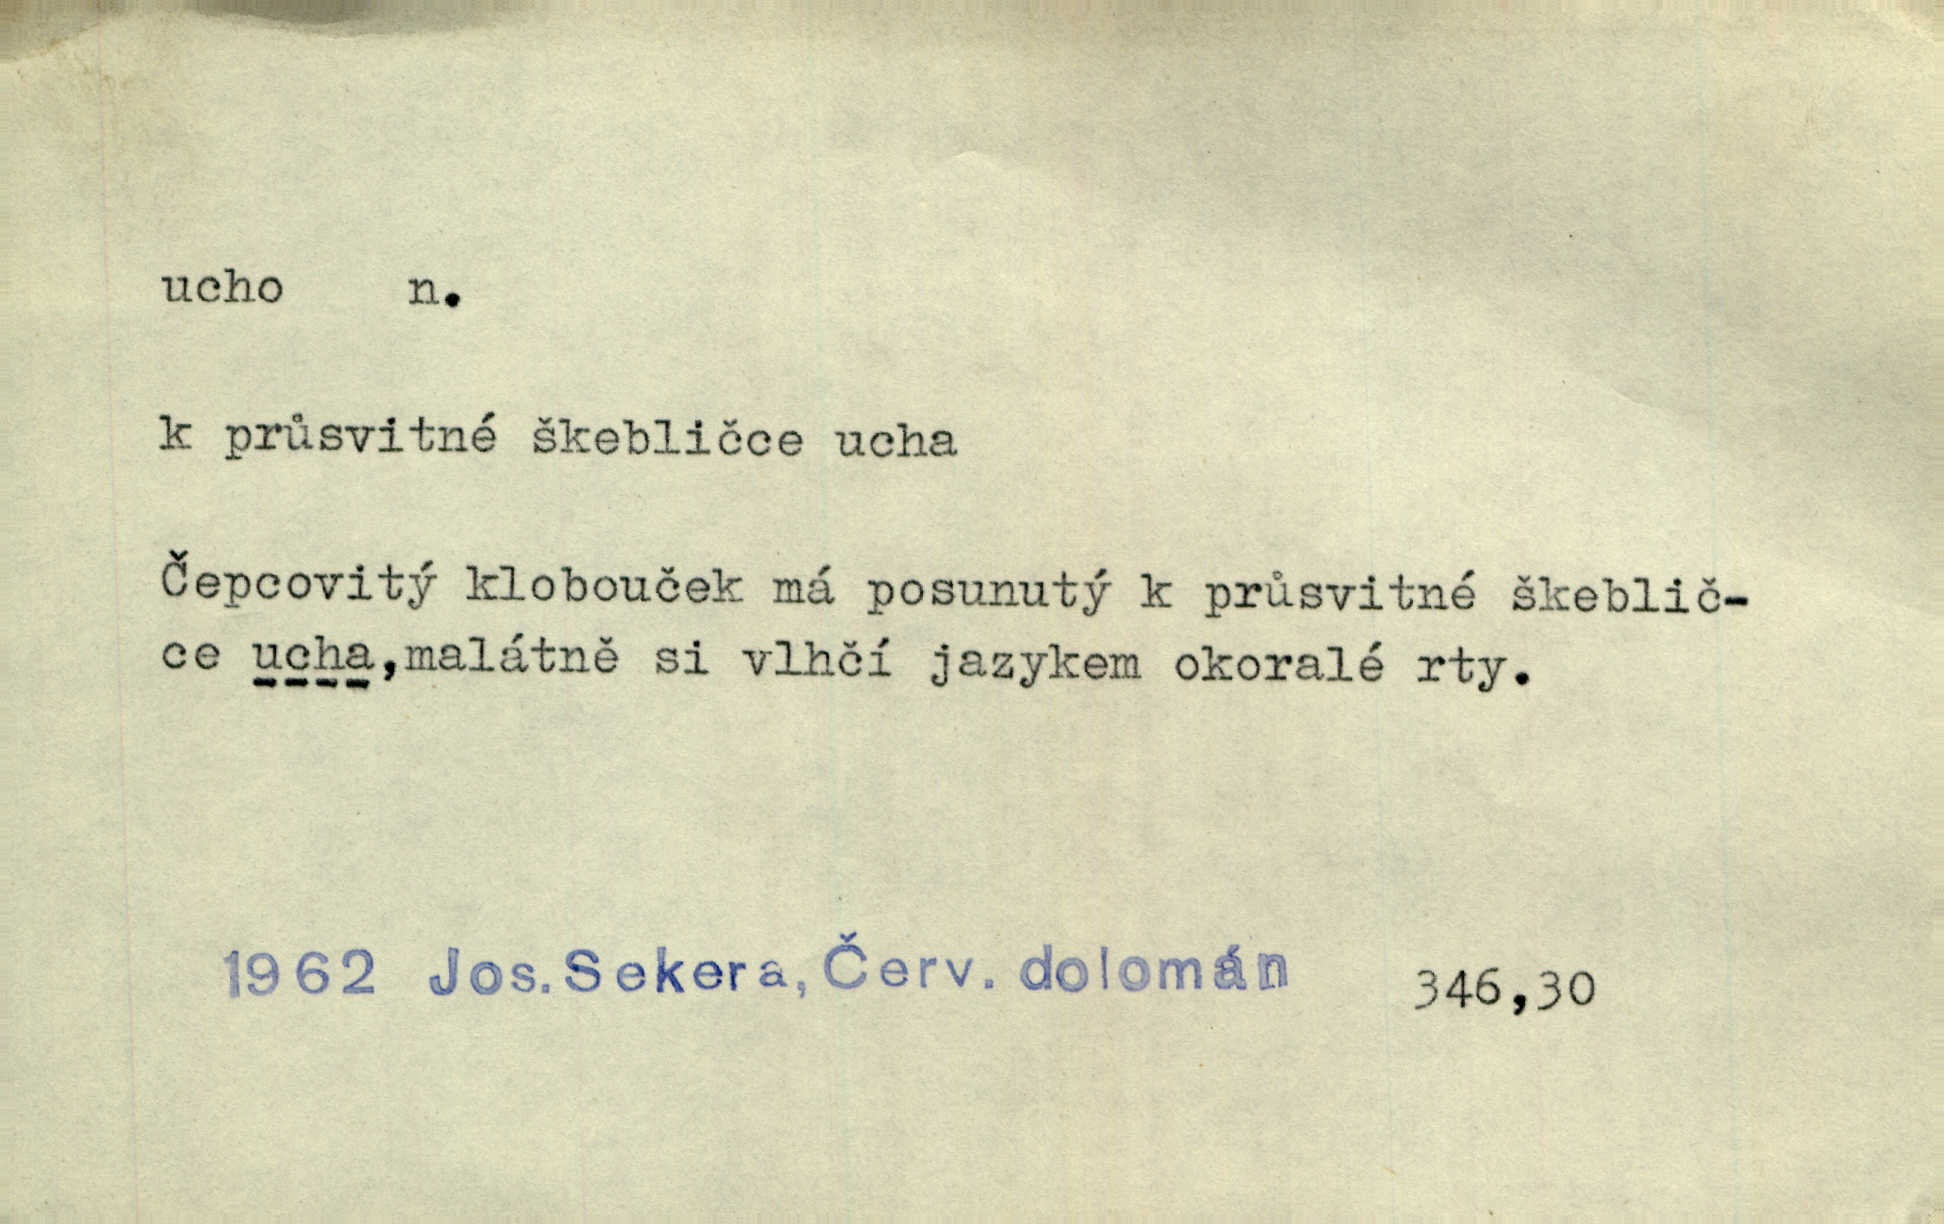 ucho n.
k průsvitné škebličce ucha
Čepcovitý klobouček má posunutý k průsvitné škeblič-
ce ucha,malátně si vlhčí jazykem okoralé rty.
1962 Jos. Sekera, Červ. dolomán 346,30